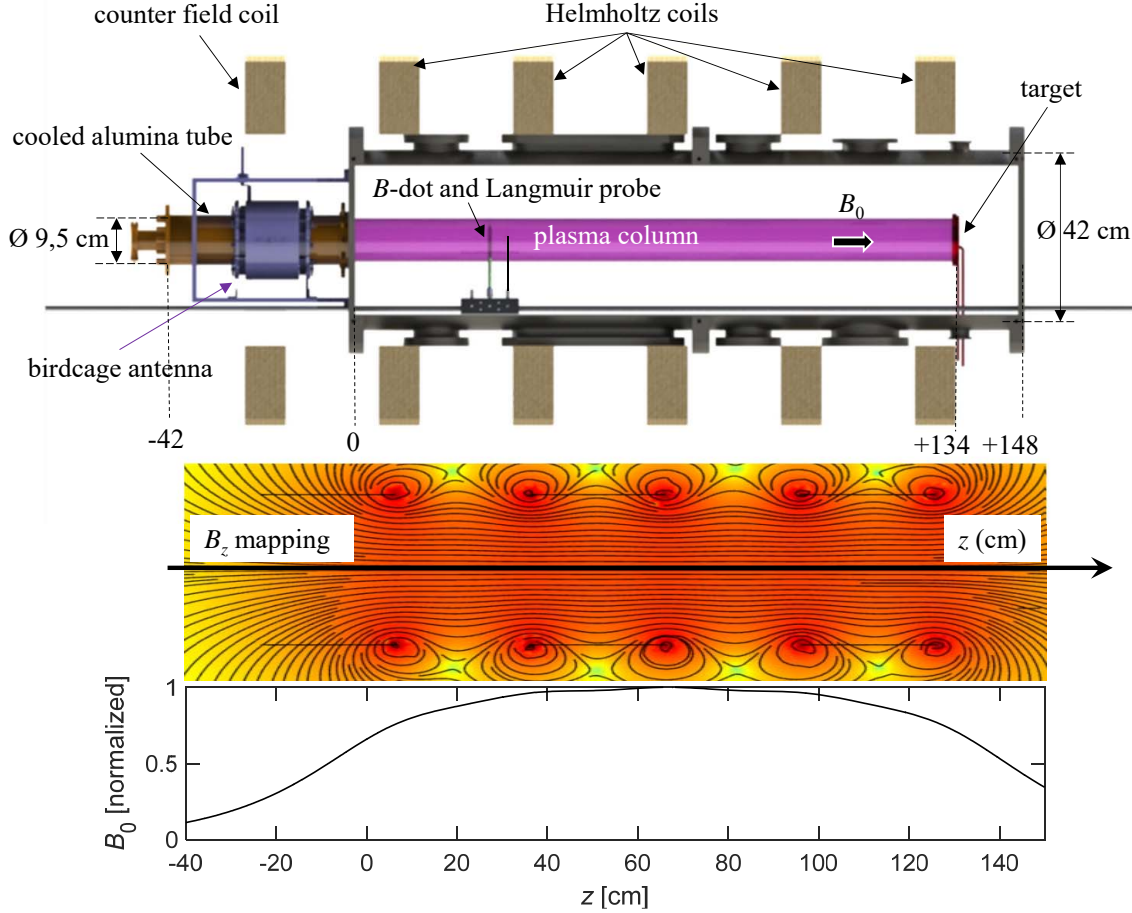 counter field coil
Helmholtz coils
target
cooled alumina tube
B-dot and Langmuir probe
B0
plasma column
Ø 9,5 cm
Ø 42 cm
birdcage antenna
-42
0
+134
+148
Bz mapping
z (cm)
B0 [normalized]
1
0.5
0
-40
-20
0
20
40
60
80
100
120
140
z [cm]